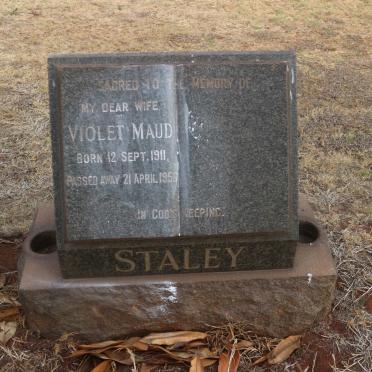 SACRED TO THE MEMORY OF
MY DEAR WIFE
VIOLET MAUD
BORN 12 SEPT. 1911,
PASSED AWAY 21 APRIL
IN GOD'S KEEPING.
STALEY